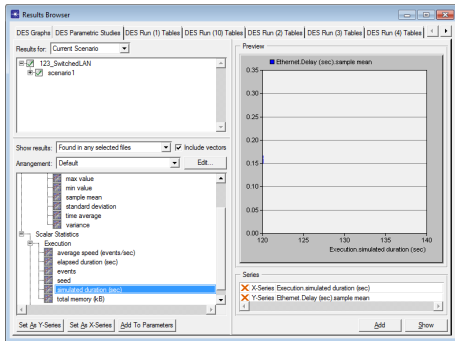 Results Browser
DES Graphs DES Parametric Studies DES Run (1) Tables DES Run (10) Tables DES Run (2) Tables DES Run (3) Tables DES Run (4) Tables
Results for: Current Scenario
123_SwitchedLAN
scenario1
Show results: Found in any selected files Include vectors
Arrangement: Default Edit...
max value
min value
sample mean
standard deviation
time average
variance
Scalar Statistics
Execution
average speed (events/sec)
elapsed duration (sec)
events
seed
simulated duration (sec)
total memory (kB)
Set As Y-Series Set As X-Series Add To Parameters
Preview
Ethernet.Delay (sec).sample mean
0.35
0.30
0.25
0.20
0.15
0.10
0.05
0.00
120 125 130 135 140
Execution.simulated duration (sec)
Series
X-Series Execution.simulated duration (sec)
Y-Series Ethernet.Delay (sec).sample mean
Add Show